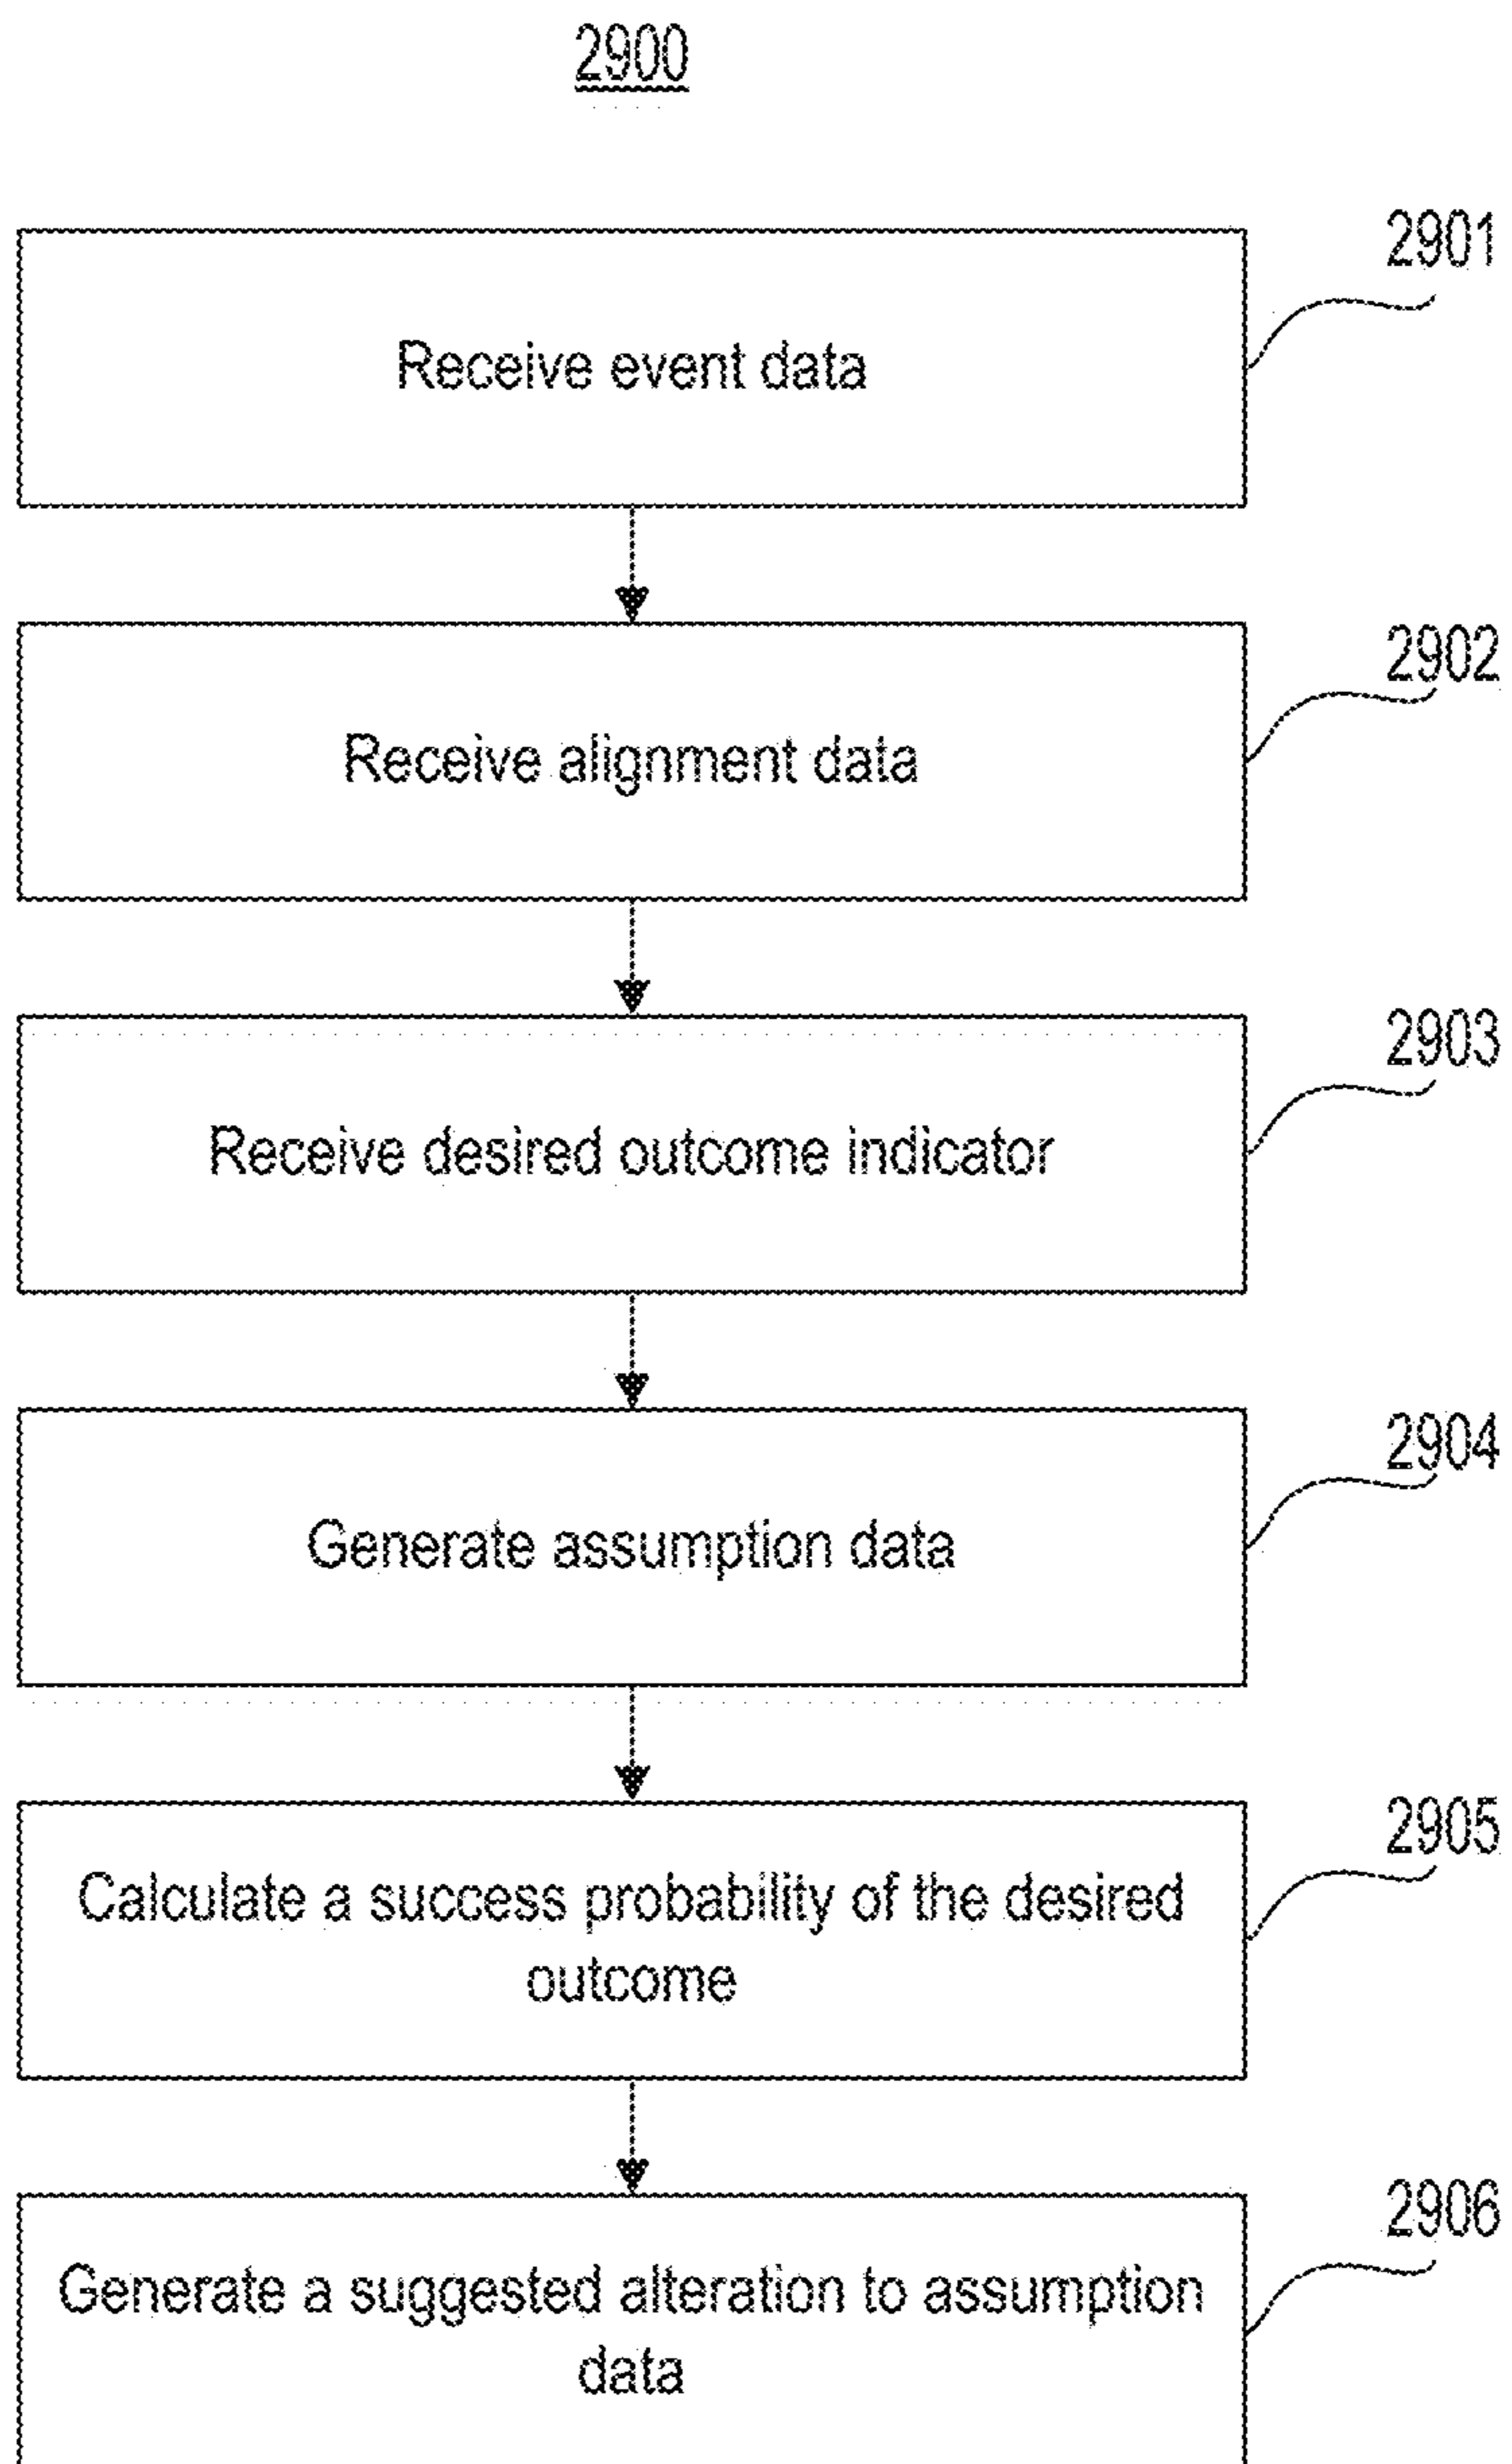 2900
2901
Receive event data
2902
Receive alignment data
2903
Receive desired outcome indicator
2904
Generate assumption data
2905
Calculate a success probability of the desired
outcome
2906
Generate a suggested alteration to assumption
data